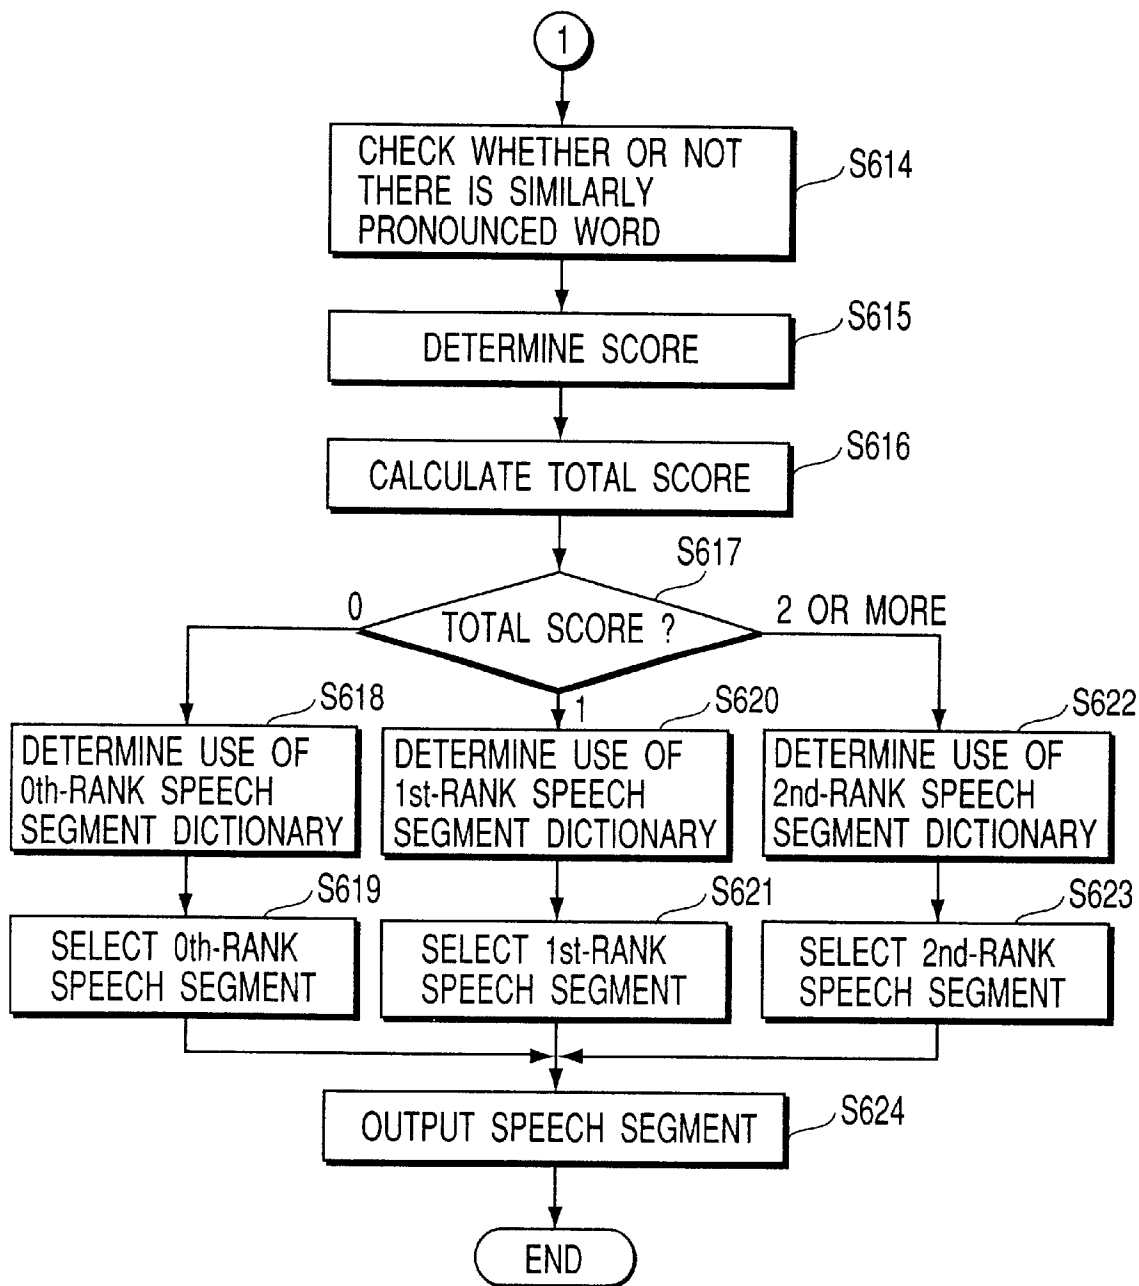 1
CHECK WHETHER OR NOT
THERE IS SIMILARLY
PRONOUNCED WORD
S614
DETERMINE SCORE
S615
CALCULATE TOTAL SCORE
S616
TOTAL SCORE ?
S617
0
1
2 OR MORE
S618
DETERMINE USE OF
0th-RANK SPEECH
SEGMENT DICTIONARY
S620
DETERMINE USE OF
1st-RANK SPEECH
SEGMENT DICTIONARY
S622
DETERMINE USE OF
2nd-RANK SPEECH
SEGMENT DICTIONARY
S619
SELECT 0th-RANK
SPEECH SEGMENT
S621
SELECT 1st-RANK
SPEECH SEGMENT
S623
SELECT 2nd-RANK
SPEECH SEGMENT
OUTPUT SPEECH SEGMENT
S624
END